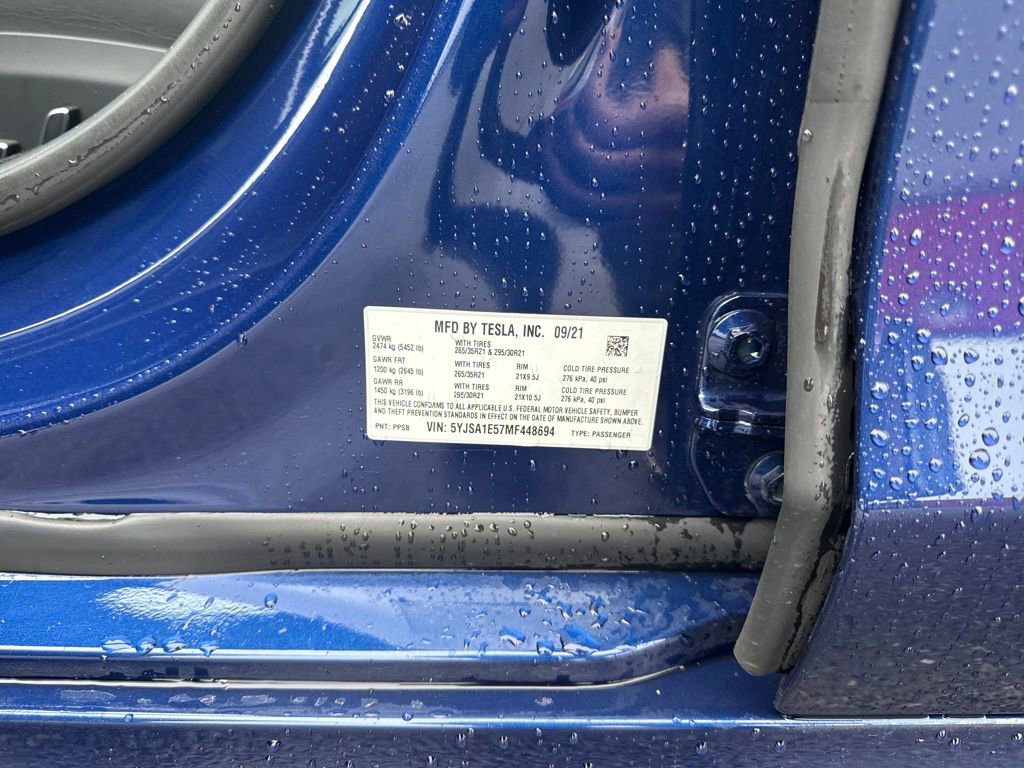 MFD BY TESLA, INC. 09/21
GVWR
2474 kg (5452 lb)
WITH TIRES
265/35R21 & 295/30R21
GAWR FRT
1200 kg (2645 lb)
WITH TIRES
265/35R21
RIM
21X9.5J
COLD TIRE PRESSURE
276 kPa, 40 psi
GAWR RR
1450 kg (3196 lb)
WITH TIRES
295/30R21
RIM
21X10.5J
COLD TIRE PRESSURE
276 kPa, 40 psi
THIS VEHICLE CONFORMS TO ALL APPLICABLE U.S. FEDERAL MOTOR VEHICLE SAFETY, BUMPER
AND THEFT PREVENTION STANDARDS IN EFFECT ON THE DATE OF MANUFACTURE SHOWN ABOVE.
PNT: PPSB VIN: 5YJSA1E57MF448694 TYPE: PASSENGER